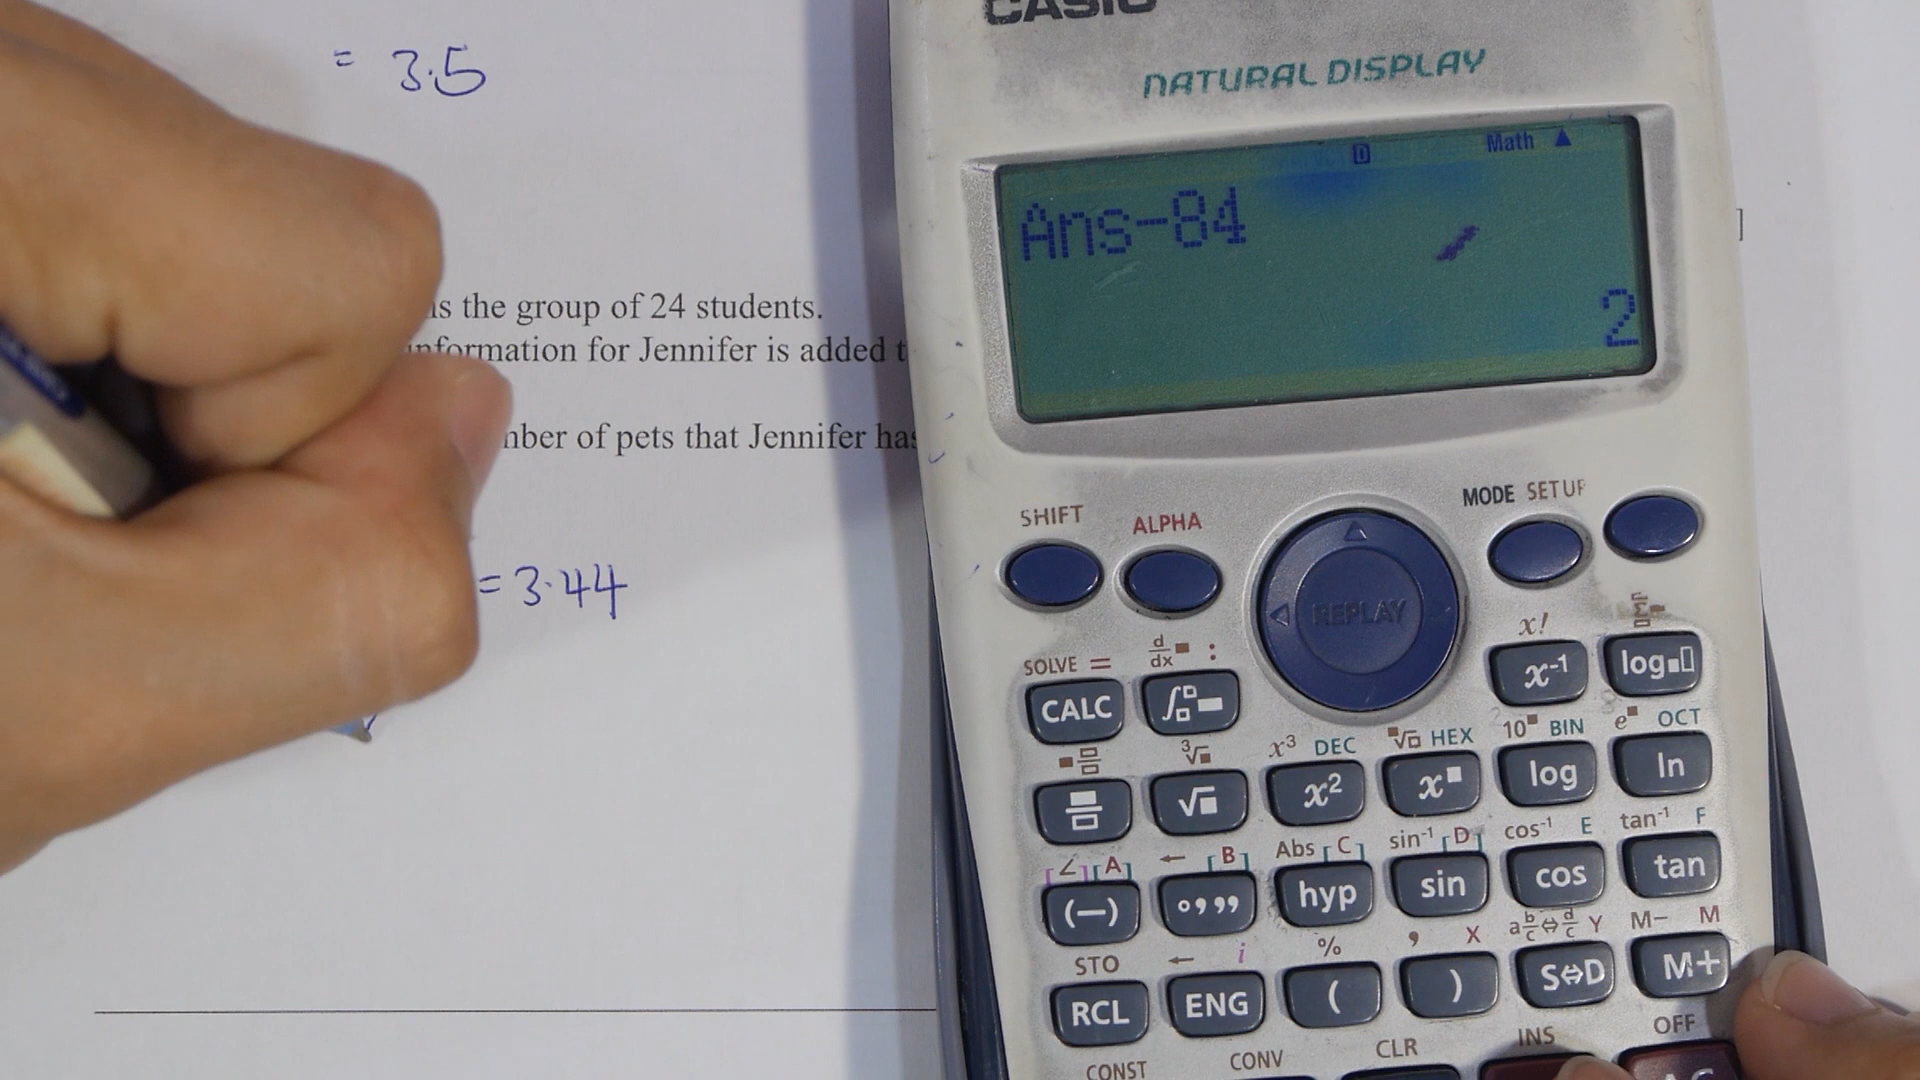 = 3.5
the group of 24 students.
information for Jennifer is added
of pets that Jennifer has
= 3.44
CASIO
NATURAL DISPLAY
D Math ▲
Ans-84
2
SHIFT ALPHA MODE SETUP
REPLAY
SOLVE = d/dx■ : x!
CALC x⁻¹ log■□
x³ DEC HEX 10■ BIN e■ OCT
x² x■ log ln
∠ [A] ← [B] Abs [C] sin⁻¹ [D] cos⁻¹ E tan⁻¹ F
(−) °,,, hyp sin cos tan
STO ← i % , X a b/c⇔d/c Y M− M
RCL ENG ( ) S⇔D M+
CONST CONV CLR INS OFF